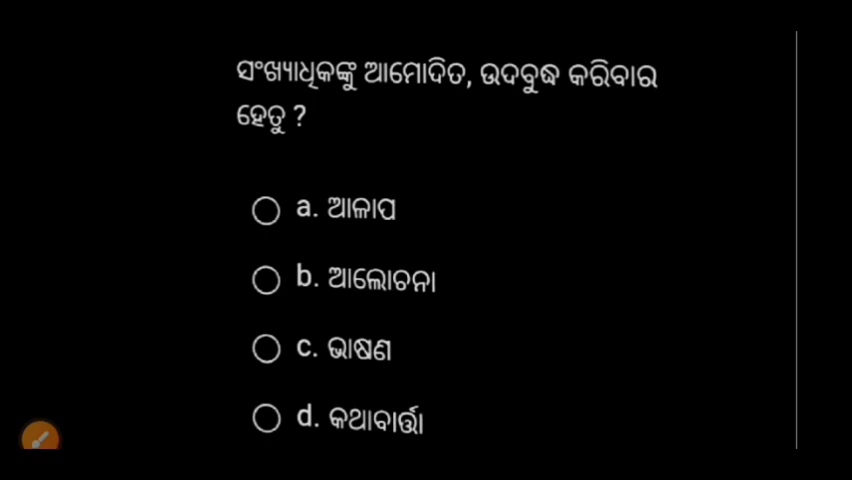 ସଂଖ୍ୟାଧିକଙ୍କୁ ଆମୋଦିତ, ଉଦବୁଦ୍ଧ କରିବାର
ହେତୁ ?
a. ଆଳାପ
b. ଆଲୋଚନା
c. ଭାଷଣ
d. କଥାବାର୍ତ୍ତା